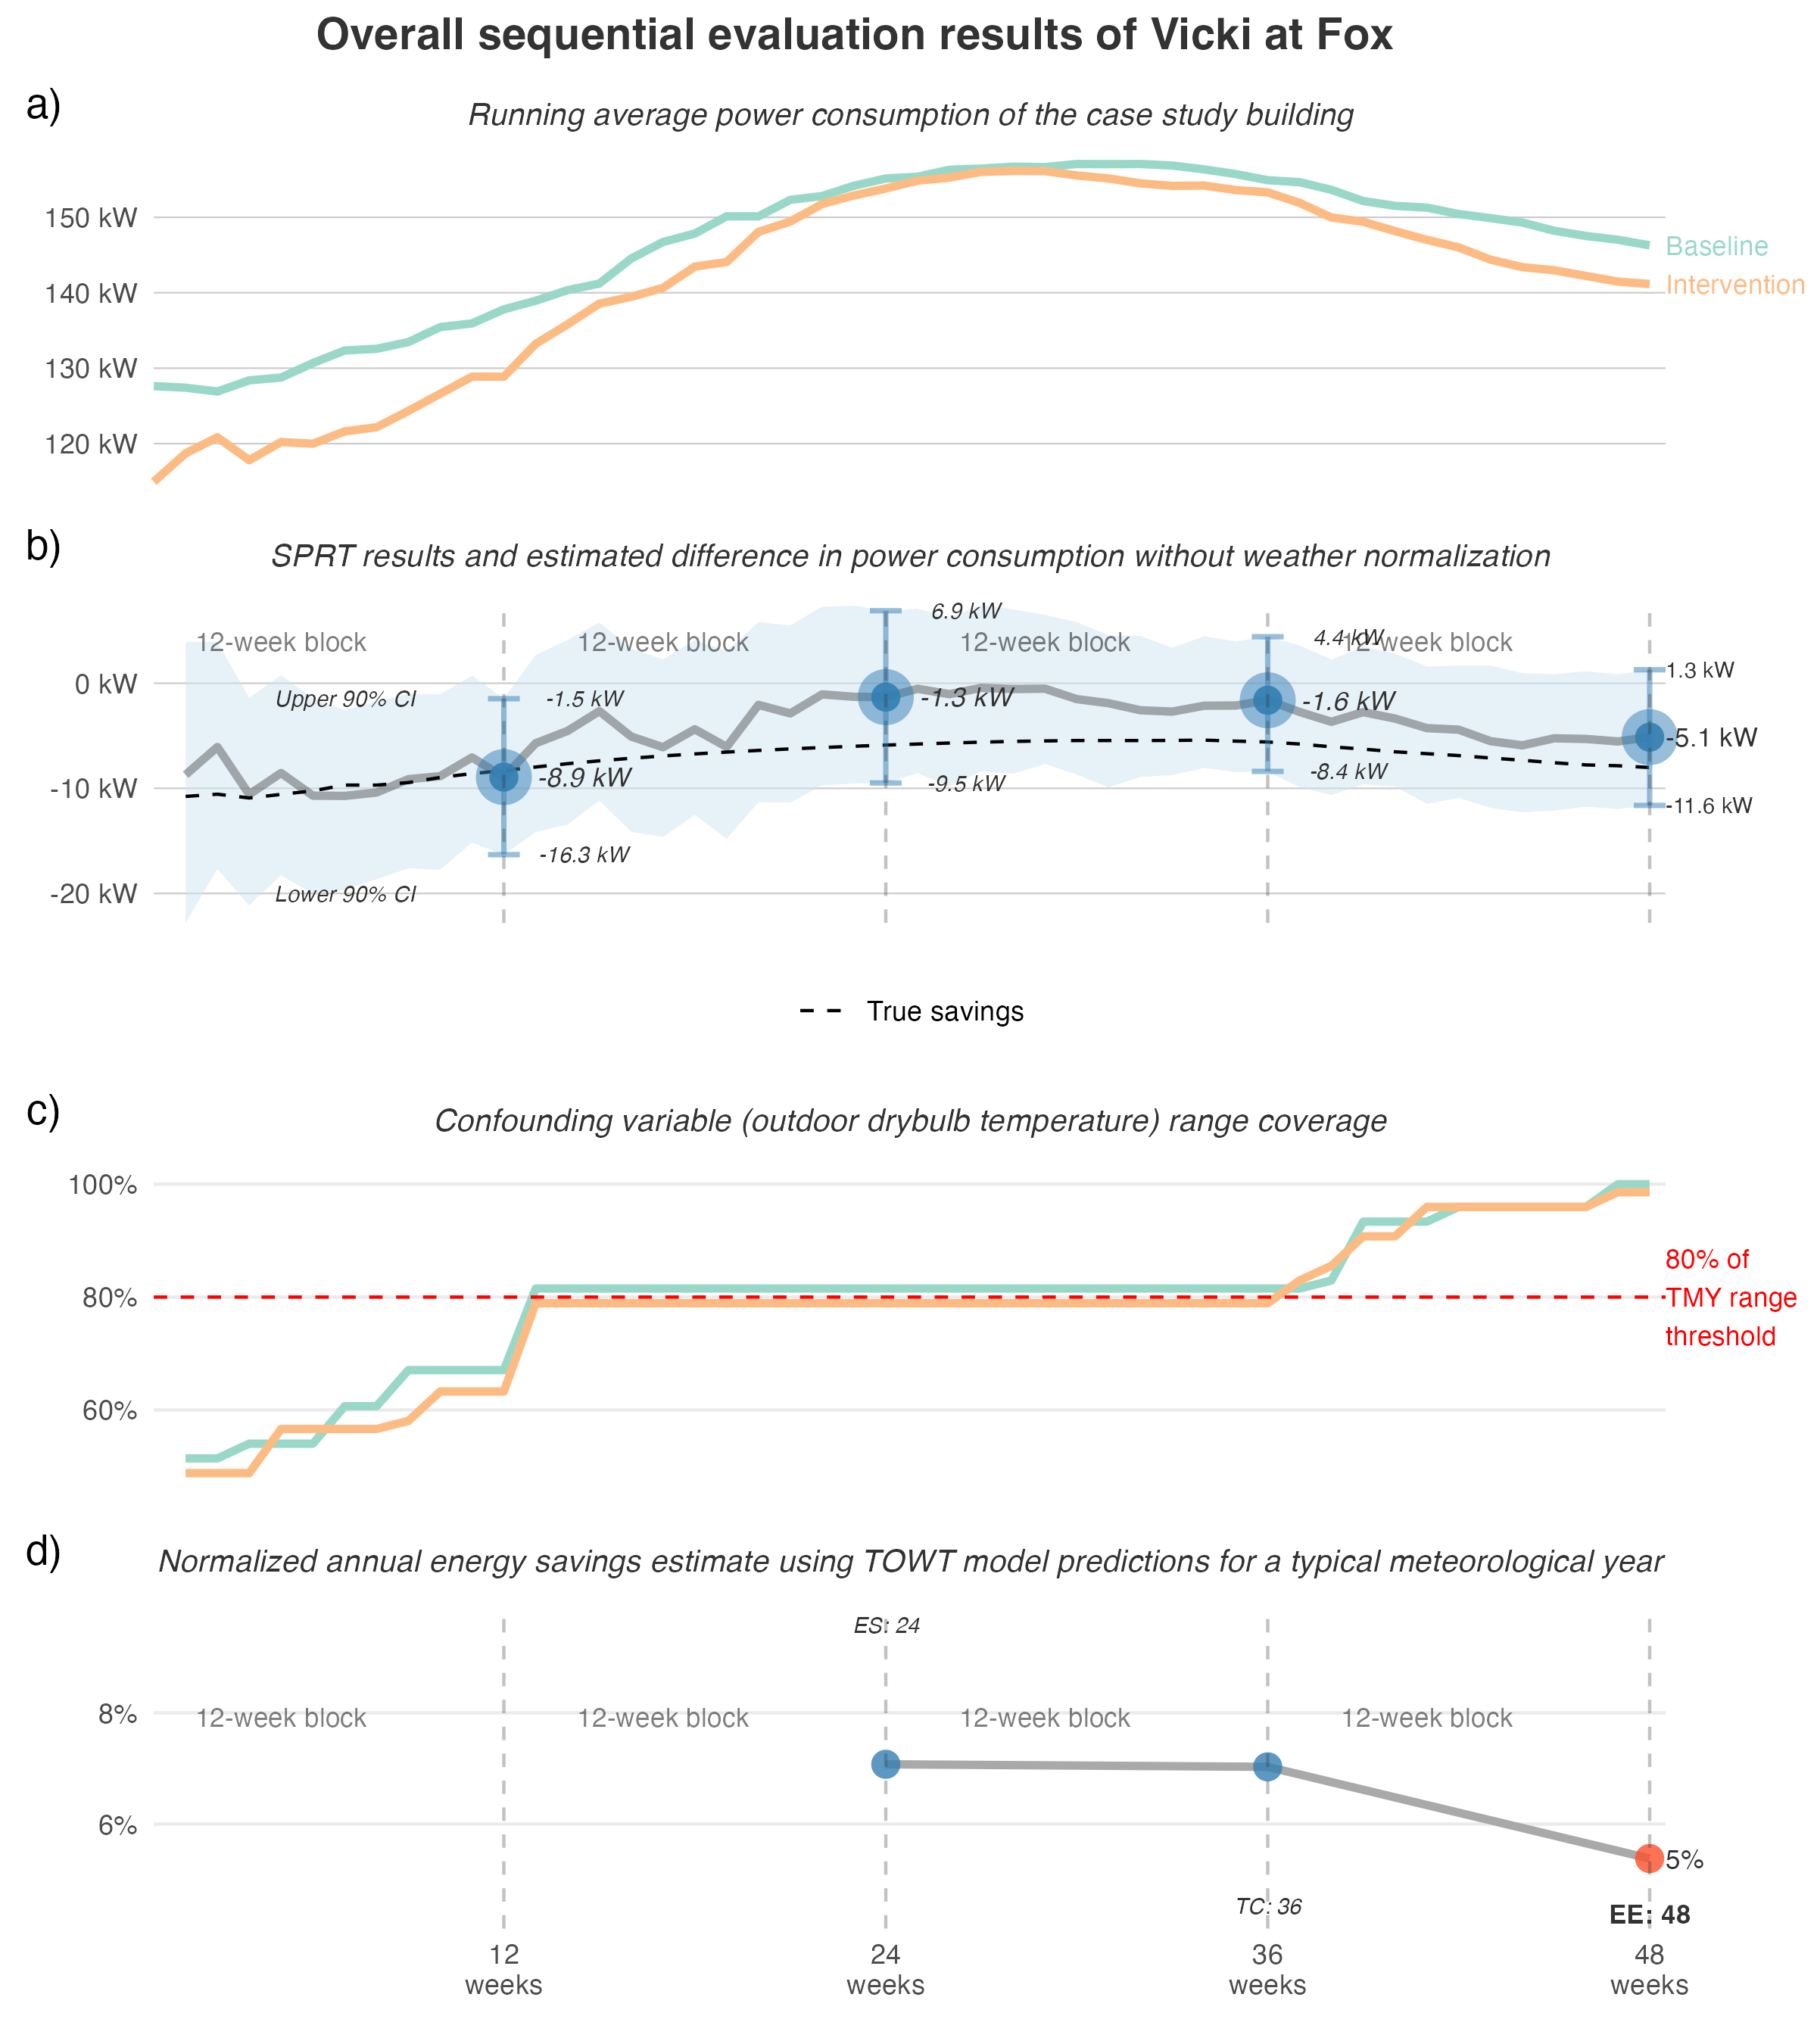 Overall sequential evaluation results of Vicki at Fox
a)
Running average power consumption of the case study building
150 kW
140 kW
130 kW
120 kW
Baseline
Intervention
b)
SPRT results and estimated difference in power consumption without weather normalization
6.9 kW
12-week block
12-week block
12-week block
4.4 kW
12-week block
1.3 kW
0 kW
Upper 90% CI
-1.5 kW
-1.3 kW
-1.6 kW
-5.1 kW
-10 kW
-8.9 kW
-9.5 kW
-8.4 kW
-11.6 kW
-16.3 kW
-20 kW
Lower 90% CI
True savings
c)
Confounding variable (outdoor drybulb temperature) range coverage
100%
80%
60%
80% of
TMY range
threshold
d)
Normalized annual energy savings estimate using TOWT model predictions for a typical meteorological year
ES: 24
8%
12-week block
12-week block
12-week block
12-week block
6%
5%
TC: 36
EE: 48
12
weeks
24
weeks
36
weeks
48
weeks